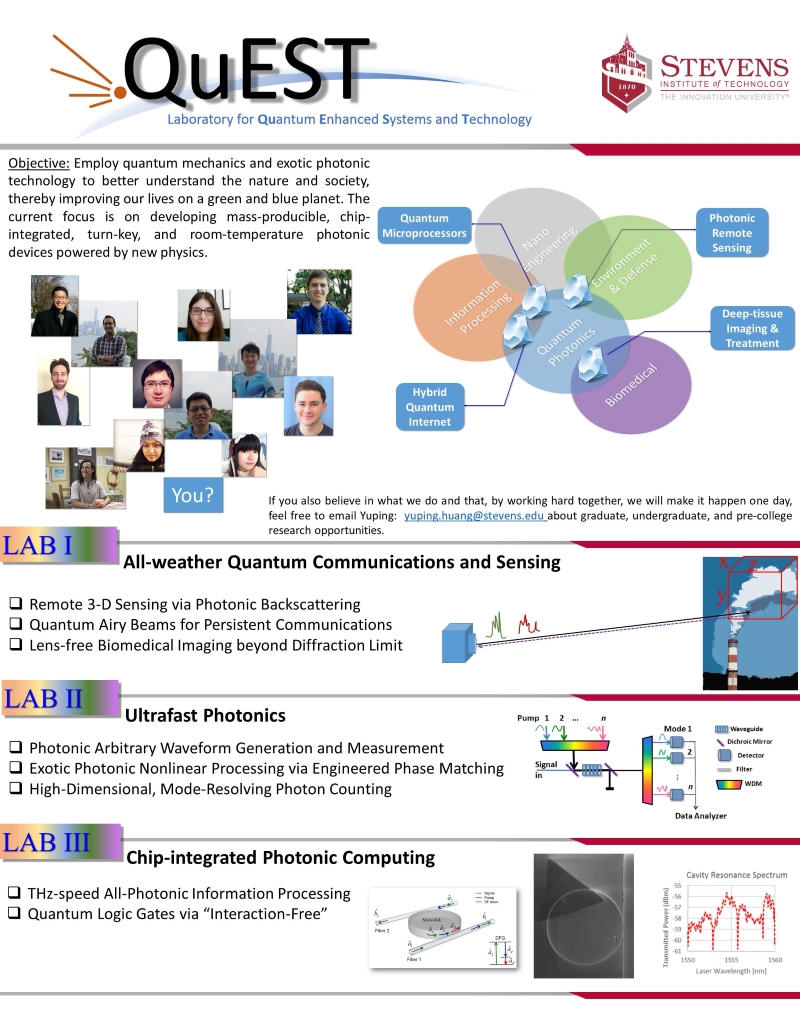 QuEST
Laboratory for Quantum Enhanced Systems and Technology
1870
STEVENS
INSTITUTE of TECHNOLOGY
THE INNOVATION UNIVERSITY®
Objective: Employ quantum mechanics and exotic photonic
technology to better understand the nature and society,
thereby improving our lives on a green and blue planet. The
current focus is on developing mass-producible, chip-
integrated, turn-key, and room-temperature photonic
devices powered by new physics.
Quantum
Microprocessors
Nano
Engineering
Environment
& Defense
Photonic
Remote
Sensing
Information
Processing
Quantum
Photonics
Deep-tissue
Imaging &
Treatment
Biomedical
Hybrid
Quantum
Internet
You?
If you also believe in what we do and that, by working hard together, we will make it happen one day,
feel free to email Yuping: yuping.huang@stevens.edu about graduate, undergraduate, and pre-college
research opportunities.
LAB I
All-weather Quantum Communications and Sensing
Remote 3-D Sensing via Photonic Backscattering
Quantum Airy Beams for Persistent Communications
Lens-free Biomedical Imaging beyond Diffraction Limit
x
z
y
LAB II
Ultrafast Photonics
Photonic Arbitrary Waveform Generation and Measurement
Exotic Photonic Nonlinear Processing via Engineered Phase Matching
High-Dimensional, Mode-Resolving Photon Counting
Pump 1 2 ... n
Signal
in
Mode 1
2
n
Data Analyzer
Waveguide
Dichroic Mirror
Detector
Filter
WDM
LAB III
Chip-integrated Photonic Computing
THz-speed All-Photonic Information Processing
Quantum Logic Gates via “Interaction-Free”
Signal
Pump
DF wave
Microdisk
Fiber 2
Fiber 1
DFG
Cavity Resonance Spectrum
Transmitted Power (dBm)
-55
-56
-57
-58
-59
-60
-61
1550
1555
1560
Laser Wavelength [nm]